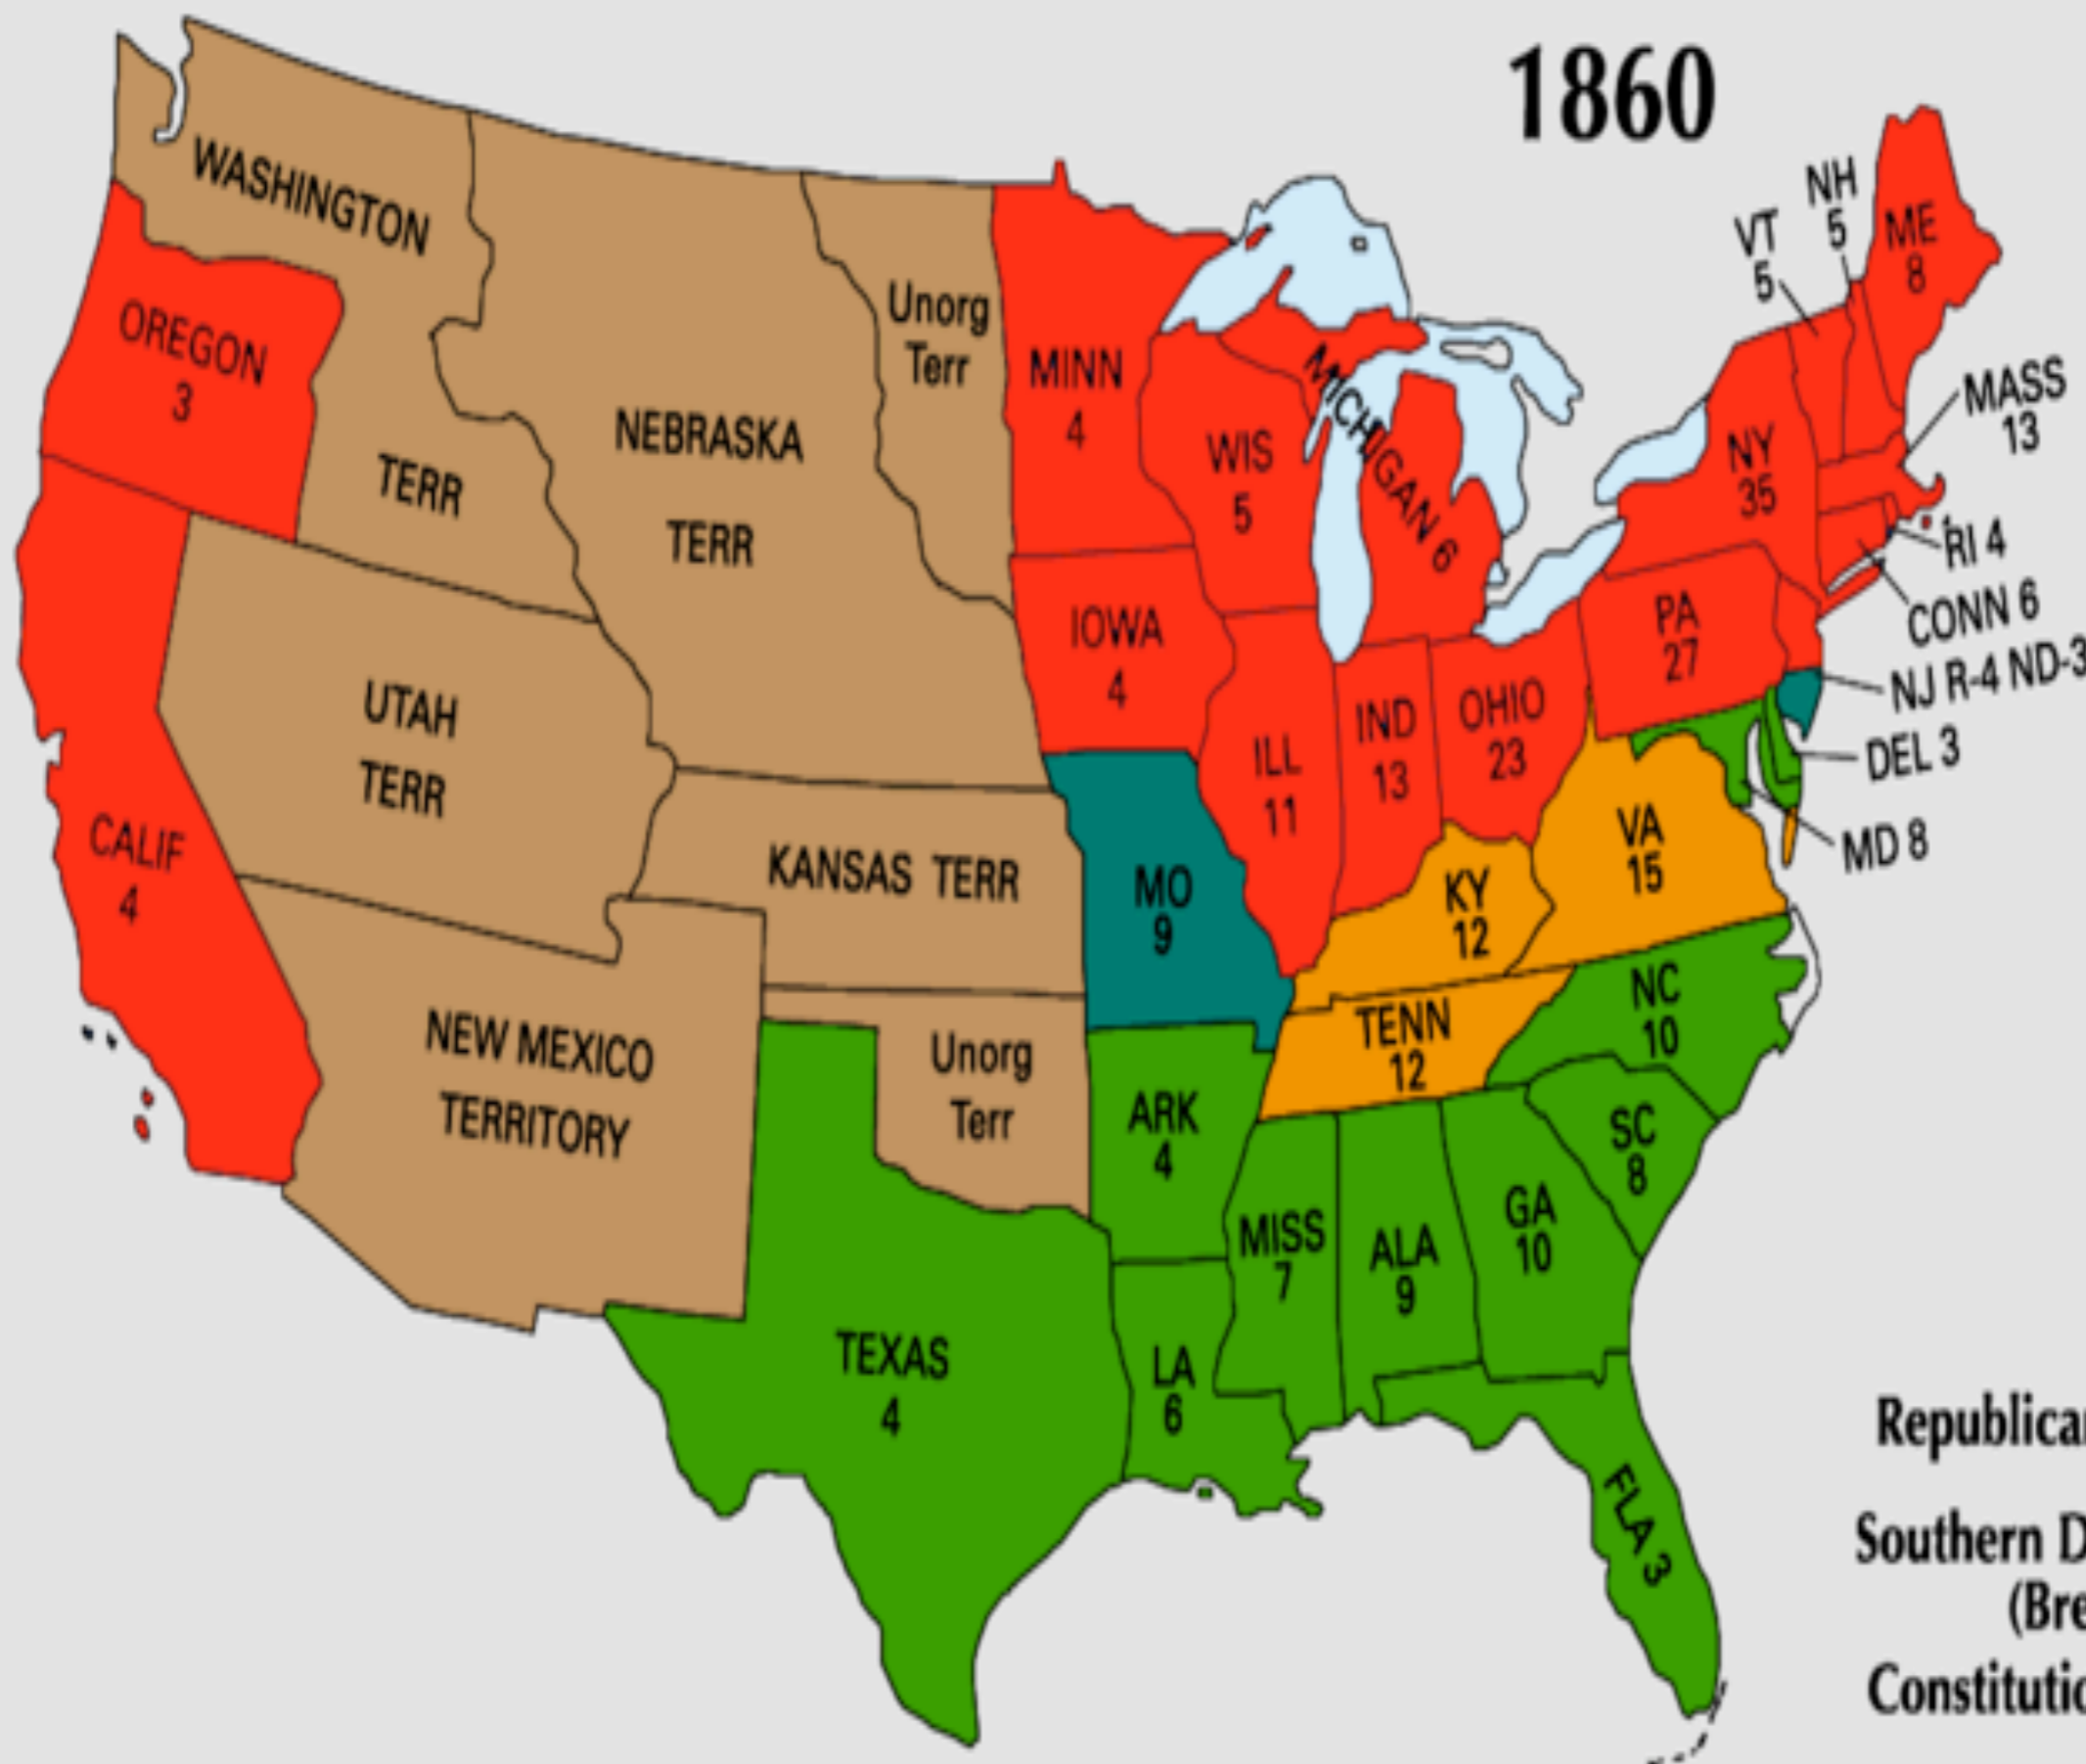 1860
WASHINGTON
TERR
OREGON
3
NEBRASKA
TERR
Unorg
Terr
MINN
4
WIS
5
MICHIGAN 6
VT
5
NH
5
ME
8
MASS
13
NY
35
RI 4
CONN 6
NJ R-4 ND-3
DEL 3
MD 8
PA
27
IOWA
4
ILL
11
IND
13
OHIO
23
UTAH
TERR
CALIF
4
KANSAS TERR
MO
9
KY
12
VA
15
NEW MEXICO
TERRITORY
Unorg
Terr
ARK
4
TENN
12
NC
10
SC
8
MISS
7
ALA
9
GA
10
TEXAS
4
LA
6
FLA 3
Republica
Southern D
(Bre
Constitutio